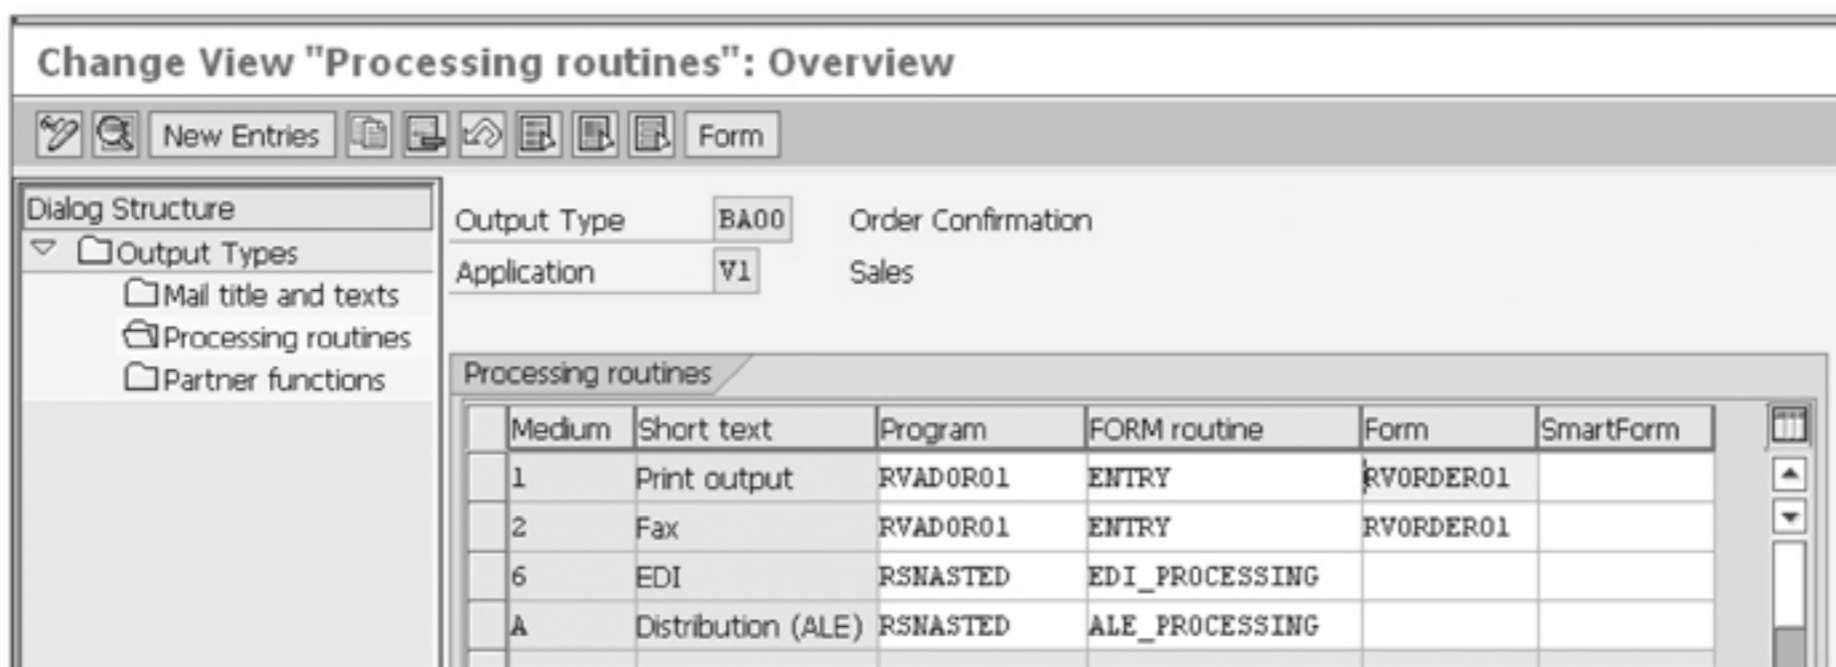 Change View "Processing routines": Overview
New Entries Form
Dialog Structure
Output Types
Mail title and texts
Processing routines
Partner functions
Output Type BA00 Order Confirmation
Application V1 Sales
Processing routines
Medium Short text Program FORM routine Form SmartForm
1 Print output RVADOR01 ENTRY RVORDER01
2 Fax RVADOR01 ENTRY RVORDER01
6 EDI RSNASTED EDI_PROCESSING
A Distribution (ALE) RSNASTED ALE_PROCESSING